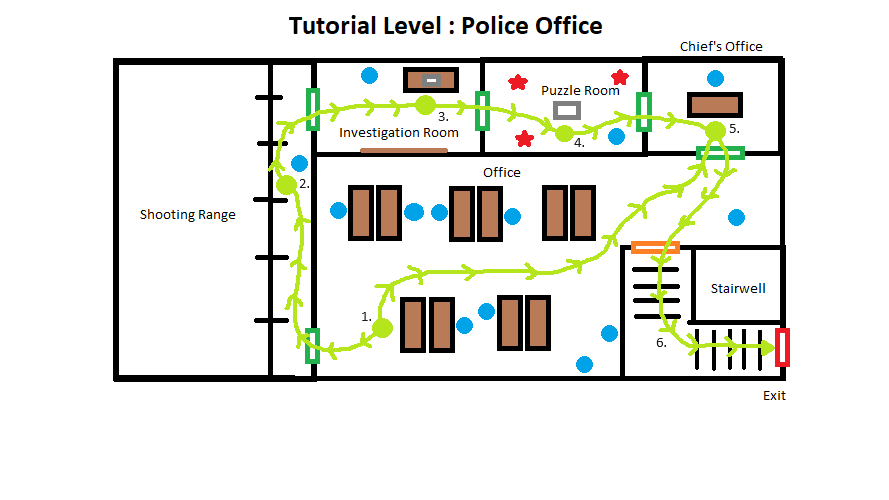 Tutorial Level : Police Office
Chief's Office
Puzzle Room
3.
5.
Investigation Room
4.
Office
2.
Shooting Range
Stairwell
1.
6.
Exit